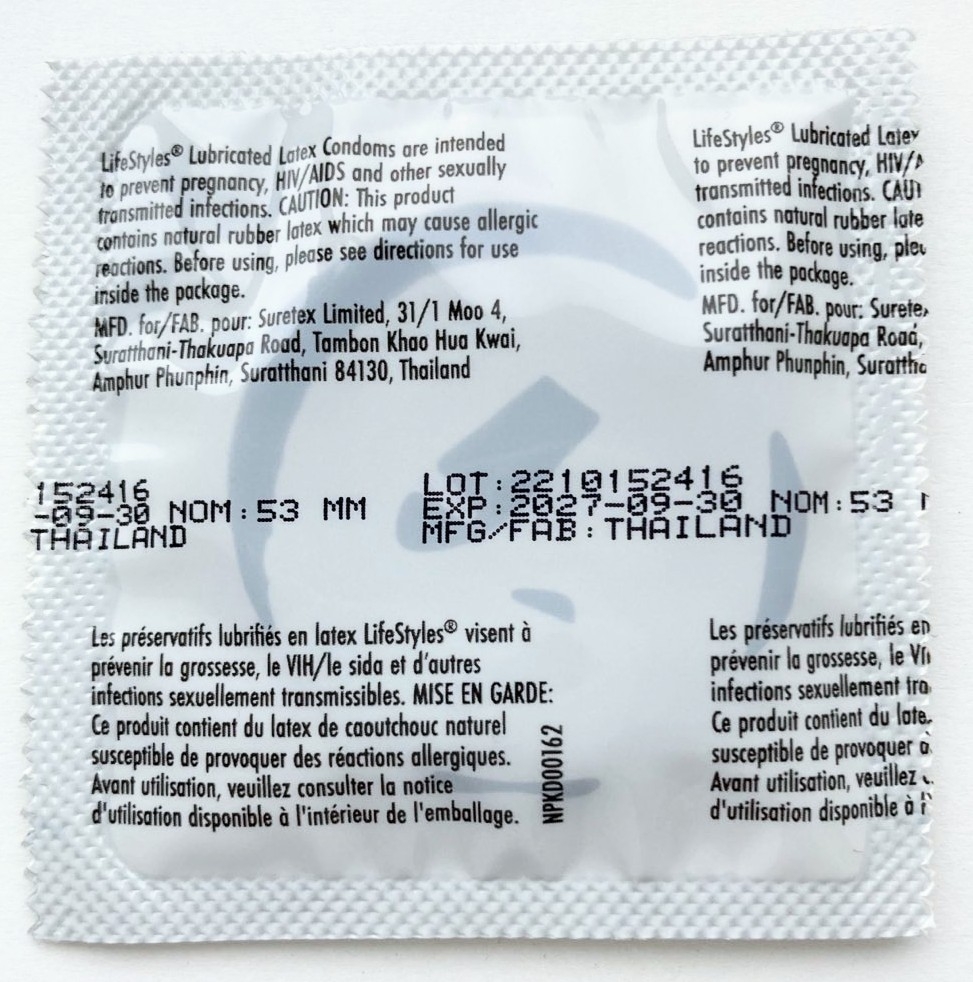 LifeStyles® Lubricated Latex Condoms are intended
to prevent pregnancy, HIV/AIDS and other sexually
transmitted infections. CAUTION: This product
contains natural rubber latex which may cause allergic
reactions. Before using, please see directions for use
inside the package.
MFD. for/FAB. pour: Suretex Limited, 31/1 Moo 4,
Suratthani-Thakuapa Road, Tambon Khao Hua Kwai,
Amphur Phunphin, Suratthani 84130, Thailand
LifeStyles® Lubricated
to prevent pregnancy,
transmitted infections.
contains natural rubber
reactions. Before using,
inside the package.
MFD. for/FAB. pour:
Suratthani-Thakuapa Road,
Amphur Phunphin,
152416
-09-30 NOM:53 MM
THAILAND
LOT:2210152416
EXP:2027-09-30 NOM:53
MFG/FAB:THAILAND
Les préservatifs lubrifiés en latex LifeStyles® visent à
prévenir la grossesse, le VIH/le sida et d'autres
infections sexuellement transmissibles. MISE EN GARDE:
Ce produit contient du latex de caoutchouc naturel
susceptible de provoquer des réactions allergiques.
Avant utilisation, veuillez consulter la notice
d'utilisation disponible à l'intérieur de l'emballage.
NPKD00162
Les préservatifs lubrifiés en
prévenir la grossesse, le
infections sexuellement
Ce produit contient du
susceptible de provoquer
Avant utilisation, veuillez
d'utilisation disponible à